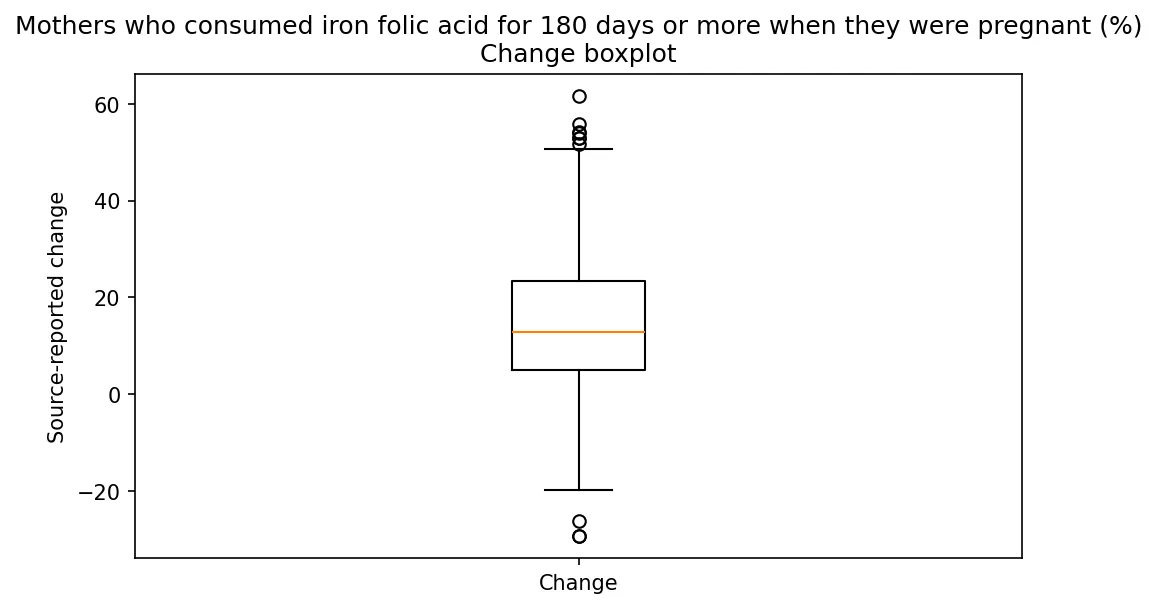 Mothers who consumed iron folic acid for 180 days or more when they were pregnant (%)
Change boxplot
Source-reported change
60
40
20
0
−20
Change